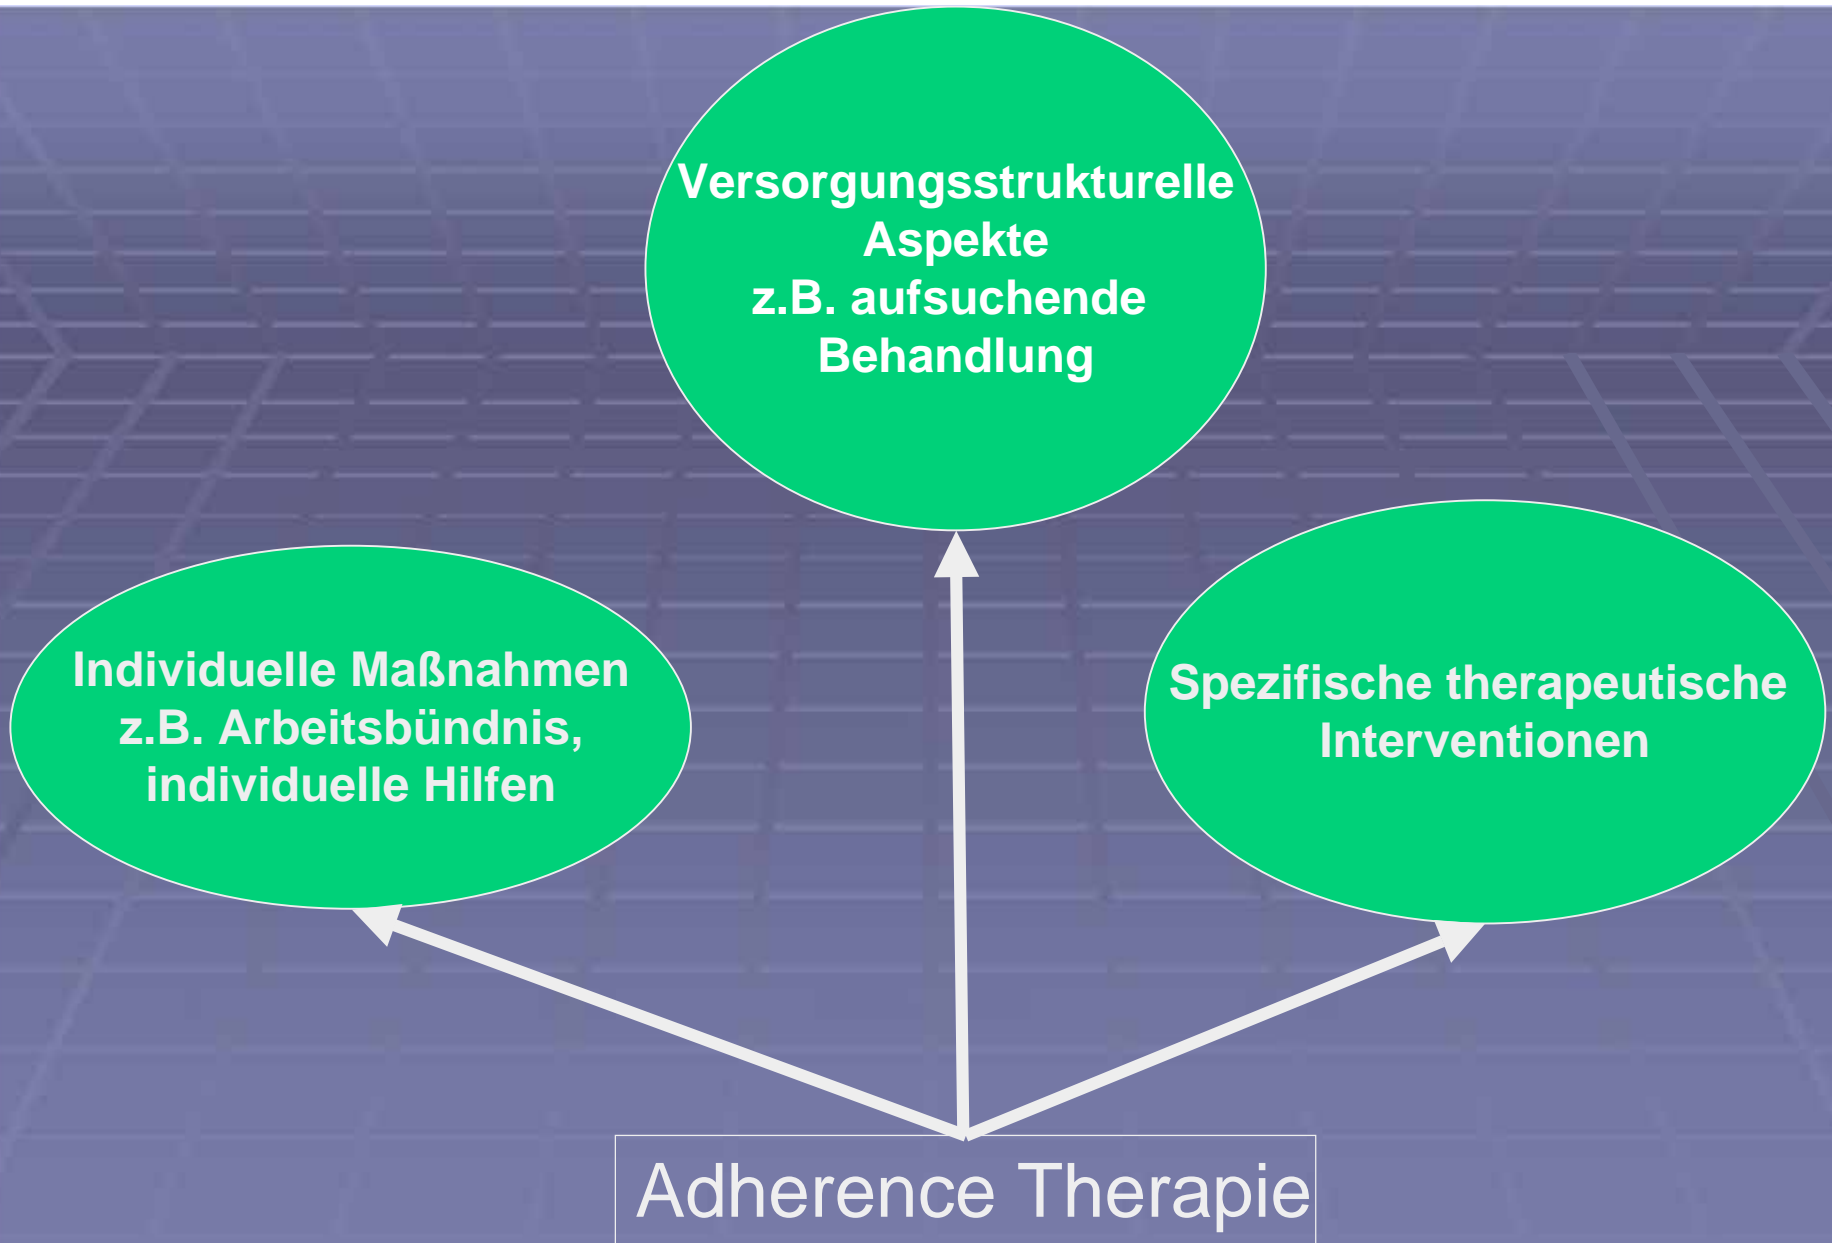 Versorgungsstrukturelle
Aspekte
z.B. aufsuchende
Behandlung
Individuelle Maßnahmen
z.B. Arbeitsbündnis,
individuelle Hilfen
Spezifische therapeutische
Interventionen
Adherence Therapie